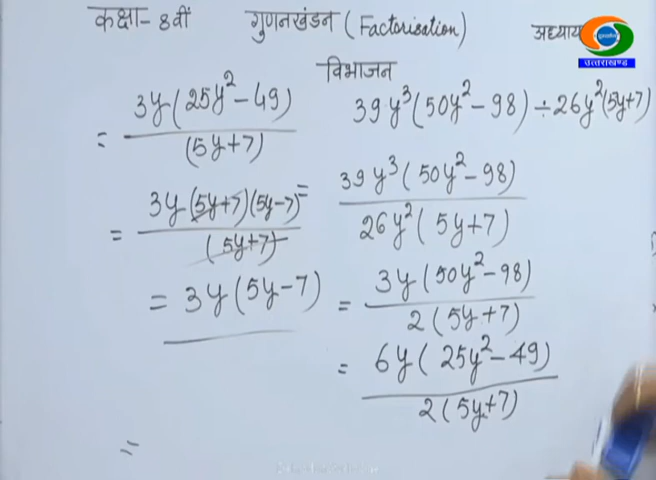 कक्षा- 8वीं गुणनखंडन (Factorisation) अध्याय
उत्तराखण्ड
विभाजन
3y(25y² - 49) / (5y+7)
= 3y(5y+7)(5y-7) / (5y+7)
= 3y(5y-7)
39y³(50y² - 98) ÷ 26y²(5y+7)
= 39y³(50y² - 98) / 26y²(5y+7)
= 3y(50y² - 98) / 2(5y+7)
= 6y(25y² - 49) / 2(5y+7)
=